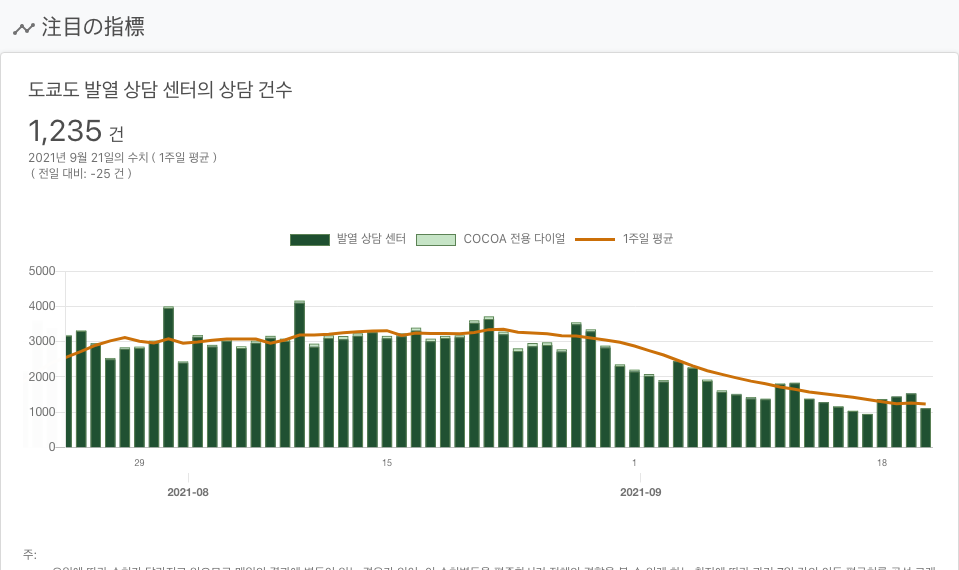 注目の指標
도쿄도 발열 상담 센터의 상담 건수
1,235 건
2021년 9월 21일의 수치 ( 1주일 평균 )
( 전일 대비: -25 건 )
발열 상담 센터 COCOA 전용 다이얼 1주일 평균
5000
4000
3000
2000
1000
0
29 15 1 18
2021-08 2021-09
주: